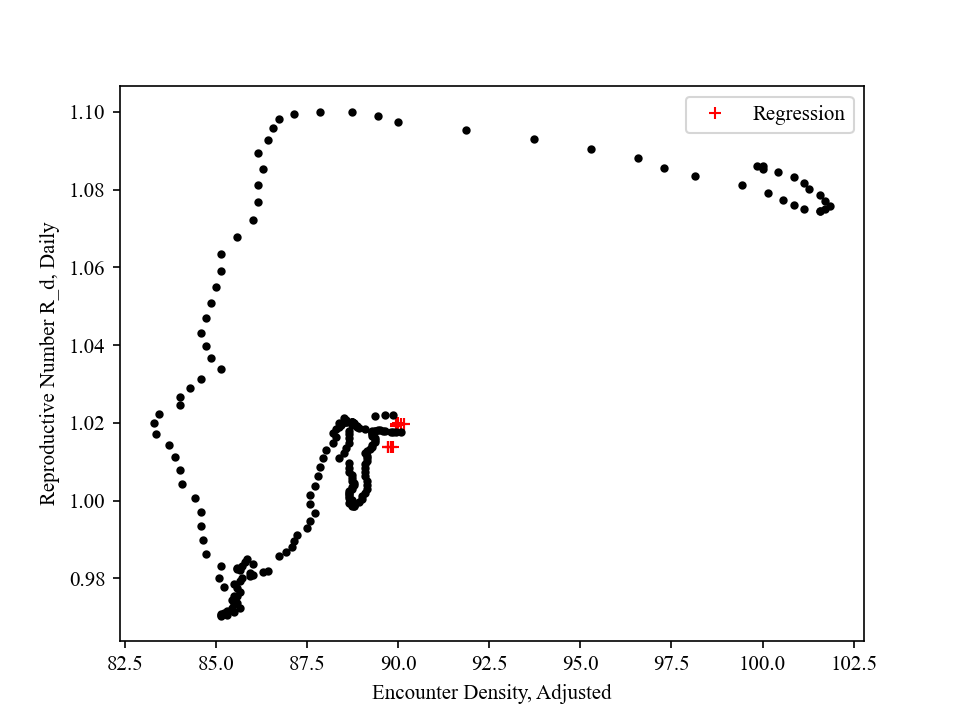 Regression
Reproductive Number R_d, Daily
1.10
1.08
1.06
1.04
1.02
1.00
0.98
82.5 85.0 87.5 90.0 92.5 95.0 97.5 100.0 102.5
Encounter Density, Adjusted